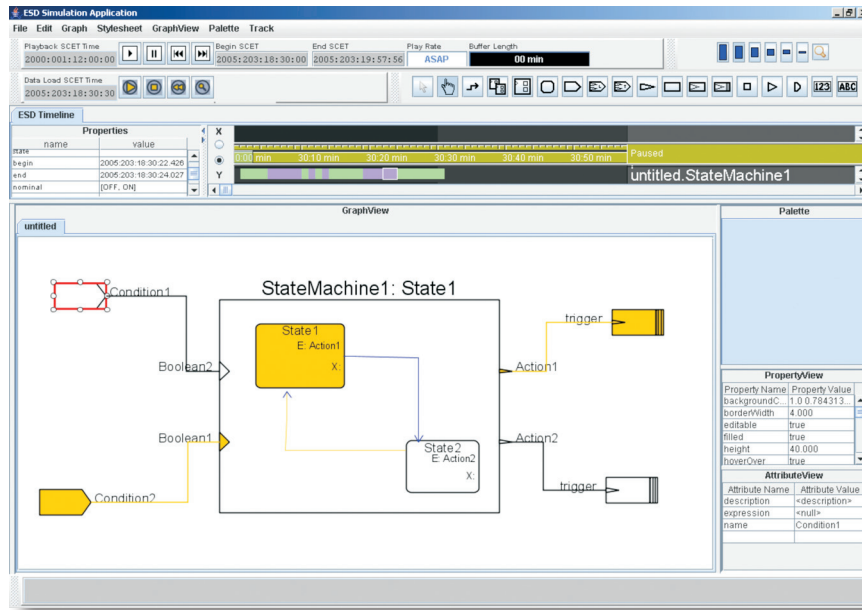 ESD Simulation Application
File Edit Graph Stylesheet GraphView Palette Track
Playback SCET Time Begin SCET End SCET Play Rate Buffer Length
2000:001:12:00:00 2005:203:18:30:00 2005:203:19:57:56 ASAP 00 min
Data Load SCET Time
2005:203:18:30:30 123 ABC
ESD Timeline
Properties X
name value
state
begin 2005:203:18:30:22.426 0:00 min 30:10 min 30:20 min 30:30 min 30:40 min 30:50 min Paused
end 2005:203:18:30:24.027
nominal [OFF, ON] Y untitled.StateMachine1
GraphView
untitled
Condition1
StateMachine1: State1
trigger
State1
E: Action1
X:
Boolean2
Action1
Boolean1
State2
E: Action2
X:
Action2
Condition2
trigger
Palette
PropertyView
Property Name Property Value
backgroundC... 1.0 0.784313...
borderWidth 4.000
editable true
filled true
height 40.000
hoverOver true
AttributeView
Attribute Name Attribute Value
description <description>
expression <null>
name Condition1